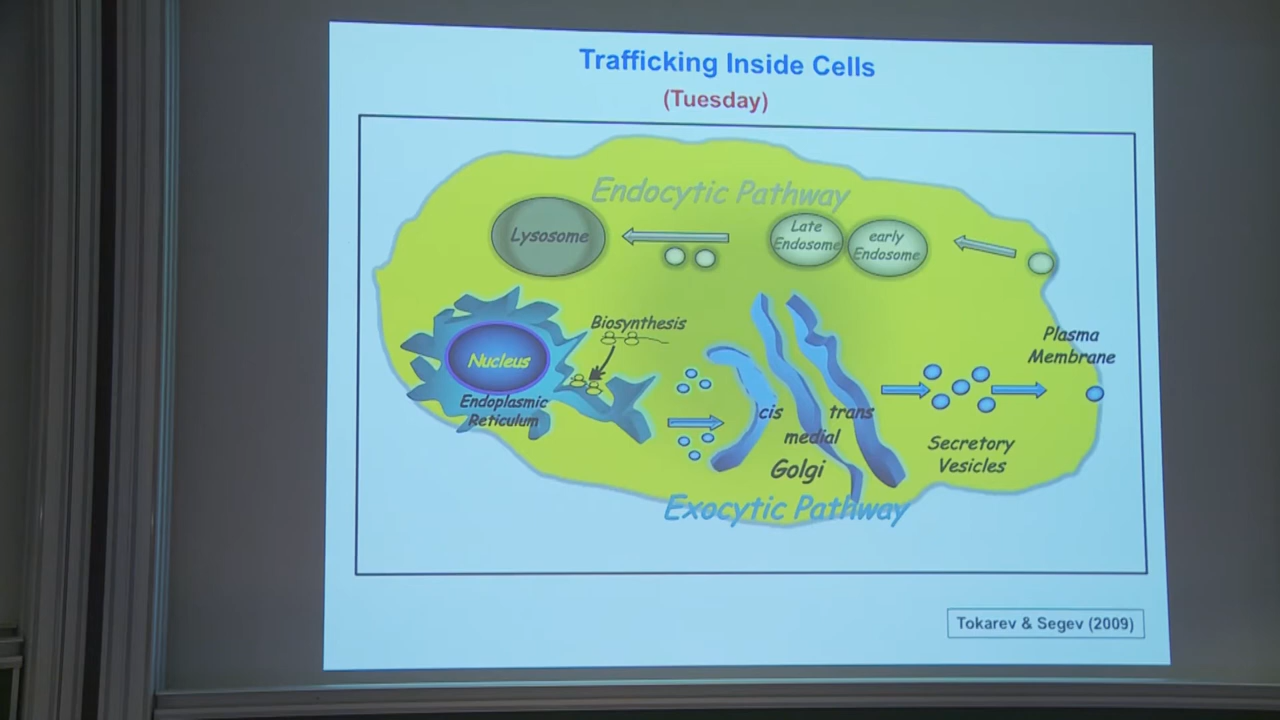 Trafficking Inside Cells
(Tuesday)
Endocytic Pathway
Lysosome
Late
Endosome
early
Endosome
Biosynthesis
Nucleus
Endoplasmic
Reticulum
Plasma
Membrane
cis
trans
medial
Golgi
Secretory
Vesicles
Exocytic Pathway
Tokarev & Segev (2009)